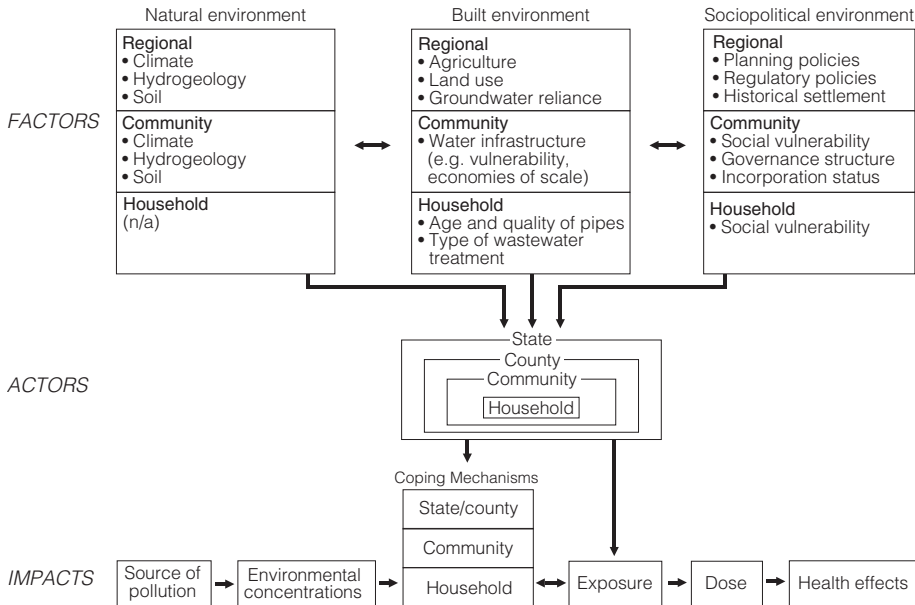 Natural environment
Built environment
Sociopolitical environment
FACTORS
Regional
• Climate
• Hydrogeology
• Soil
Community
• Climate
• Hydrogeology
• Soil
Household
(n/a)
Regional
• Agriculture
• Land use
• Groundwater reliance
Community
• Water infrastructure
(e.g. vulnerability,
economies of scale)
Household
• Age and quality of pipes
• Type of wastewater
treatment
Regional
• Planning policies
• Regulatory policies
• Historical settlement
Community
• Social vulnerability
• Governance structure
• Incorporation status
Household
• Social vulnerability
ACTORS
State
County
Community
Household
Coping Mechanisms
State/county
Community
Household
IMPACTS
Source of
pollution
Environmental
concentrations
Exposure
Dose
Health effects